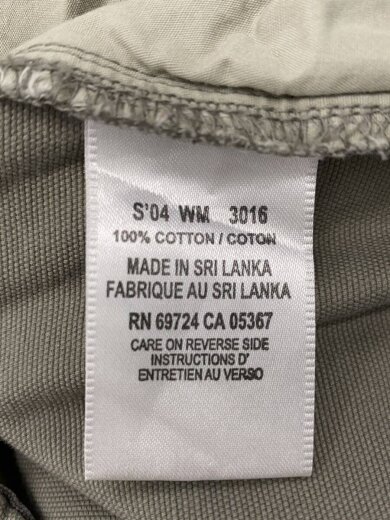 S'04 WM 3016
100% COTTON / COTON
MADE IN SRI LANKA
FABRIQUE AU SRI LANKA
RN 69724 CA 05367
CARE ON REVERSE SIDE
INSTRUCTIONS D'
ENTRETIEN AU VERSO